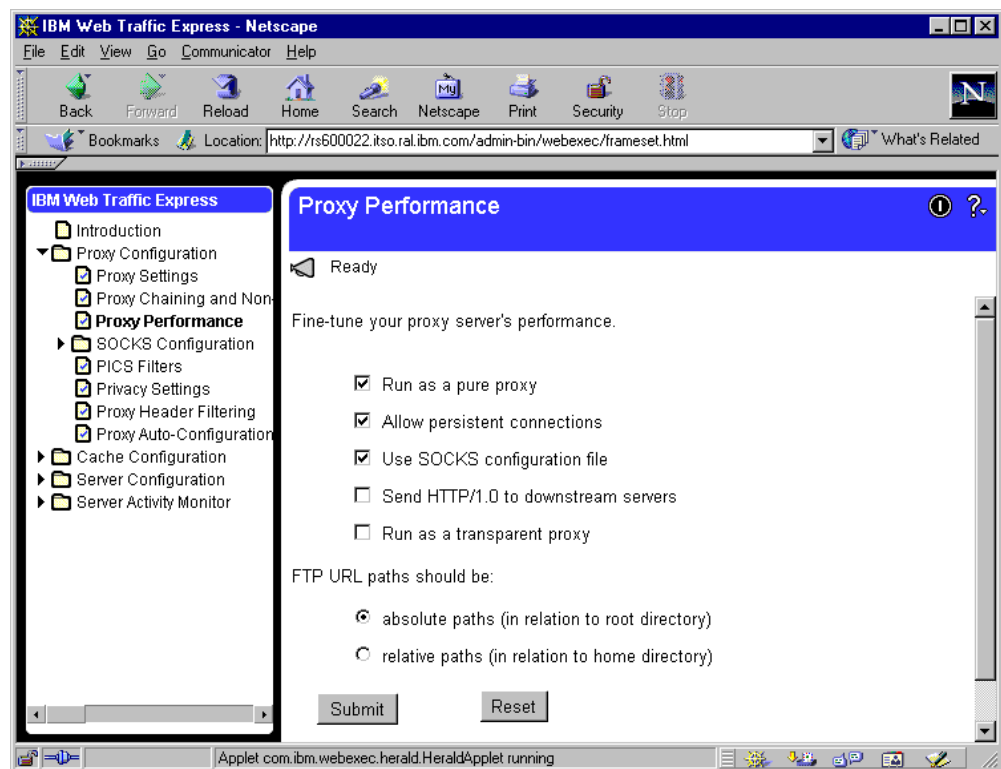 IBM Web Traffic Express - Netscape
File Edit View Go Communicator Help
Back Forward Reload Home Search Netscape Print Security Stop
My
N
Bookmarks Location: http://rs600022.itso.ral.ibm.com/admin-bin/webexec/frameset.html What's Related
IBM Web Traffic Express
Introduction
Proxy Configuration
Proxy Settings
Proxy Chaining and Non-
Proxy Performance
SOCKS Configuration
PICS Filters
Privacy Settings
Proxy Header Filtering
Proxy Auto-Configuration
Cache Configuration
Server Configuration
Server Activity Monitor
Proxy Performance
?
Ready
Fine-tune your proxy server's performance.
Run as a pure proxy
Allow persistent connections
Use SOCKS configuration file
Send HTTP/1.0 to downstream servers
Run as a transparent proxy
FTP URL paths should be:
absolute paths (in relation to root directory)
relative paths (in relation to home directory)
Submit Reset
Applet com.ibm.webexec.herald.HeraldApplet running